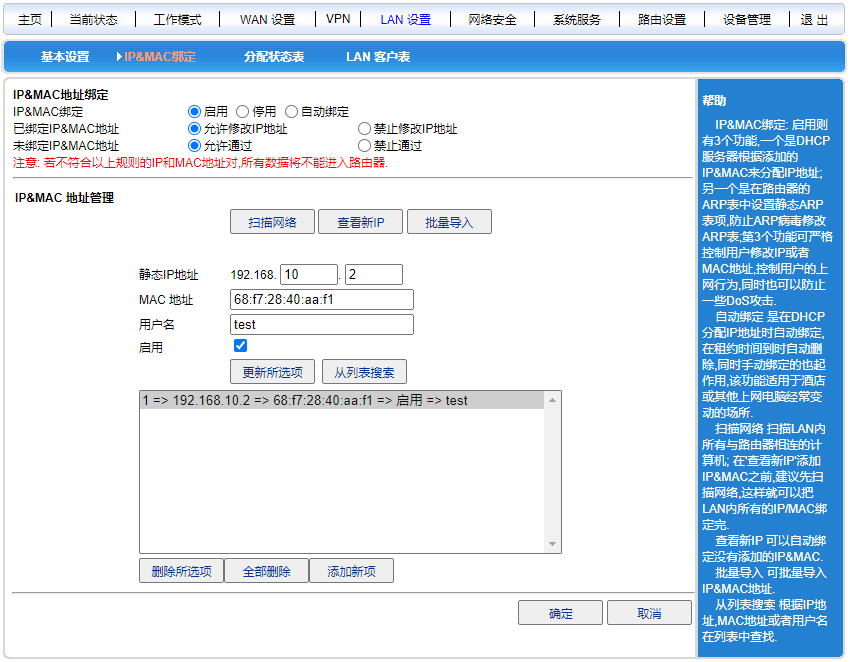 主页 当前状态 工作模式 WAN 设置 VPN LAN 设置 网络安全 系统服务 路由设置 设备管理 退 出
基本设置 IP&MAC绑定 分配状态表 LAN 客户表
IP&MAC地址绑定
IP&MAC绑定 启用 停用 自动绑定
已绑定IP&MAC地址 允许修改IP地址 禁止修改IP地址
未绑定IP&MAC地址 允许通过 禁止通过
注意: 若不符合以上规则的IP和MAC地址对,所有数据将不能进入路由器.
IP&MAC 地址管理
扫描网络 查看新IP 批量导入
静态IP地址 192.168. 10 . 2
MAC 地址 68:f7:28:40:aa:f1
用户名 test
启用
更新所选项 从列表搜索
1 => 192.168.10.2 => 68:f7:28:40:aa:f1 => 启用 => test
删除所选项 全部删除 添加新项
确定 取消
帮助
IP&MAC绑定: 启用则
有3个功能,一个是DHCP
服务器根据添加的
IP&MAC来分配IP地址;
另一个是在路由器的
ARP表中设置静态ARP
表项,防止ARP病毒修改
ARP表;第3个功能可严格
控制用户修改IP或者
MAC地址,控制用户的上
网行为,同时也可以防止
一些DoS攻击.
自动绑定 是在DHCP
分配IP地址时自动绑定,
在租约时间到时自动删
除,同时手动绑定的也起
作用,该功能适用于酒店
或其他上网电脑经常变
动的场所.
扫描网络 扫描LAN内
所有与路由器相连的计
算机; 在'查看新IP'添加
IP&MAC之前,建议先扫
描网络,这样就可以把
LAN内所有的IP/MAC绑
定完.
查看新IP 可以自动绑
定没有添加的IP&MAC.
批量导入 可批量导入
IP&MAC地址.
从列表搜索 根据IP地
址,MAC地址或者用户名
在列表中查找.